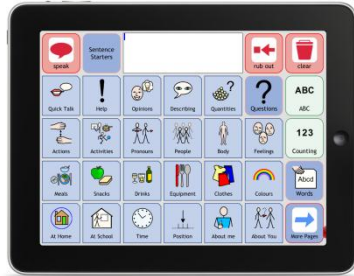 speak
Sentence
Starters
rub out
clear
Quick Talk
Help
Opinions
Describing
Quantities
?
Questions
ABC
ABC
Actions
Activities
Pronouns
People
Body
Feelings
123
Counting
Meals
Snacks
Drinks
Equipment
Clothes
Colours
Abcd
Words
At Home
At School
Time
Position
About me
About You
More Pages